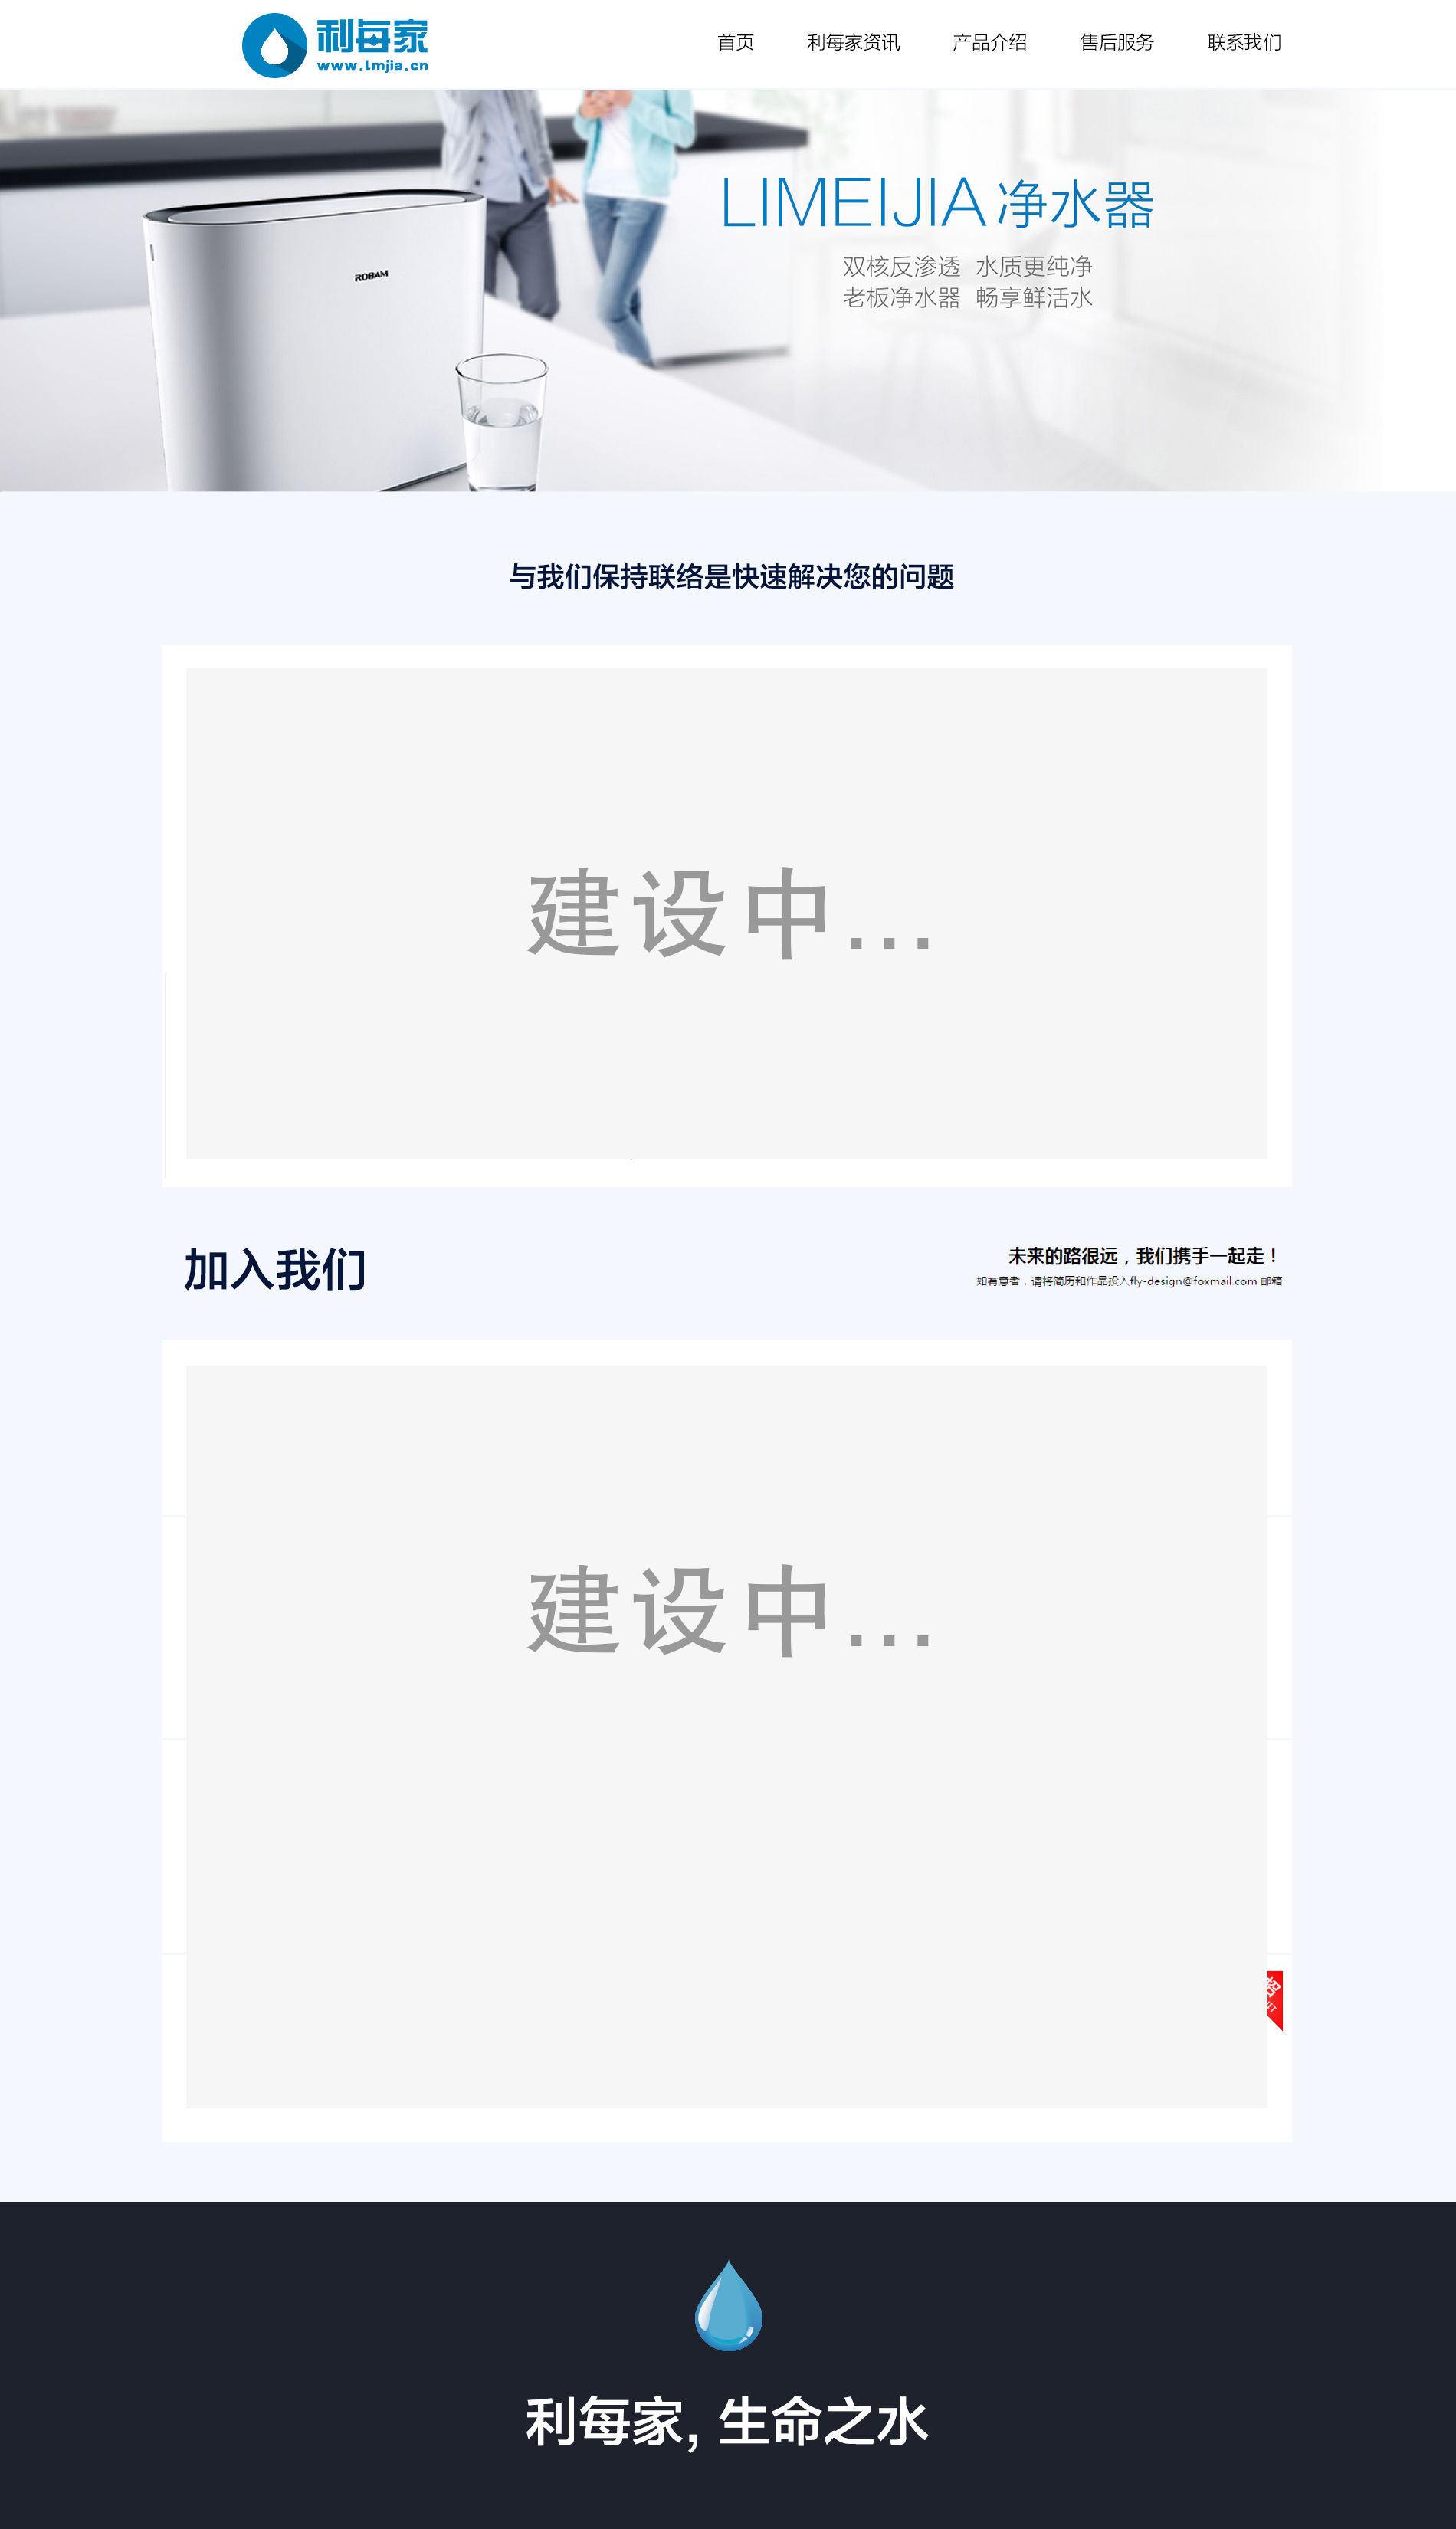 利每家
www.lmjia.cn
首页 利每家资讯 产品介绍 售后服务 联系我们
LIMEIJIA 净水器
双核反渗透 水质更纯净
老板净水器 畅享鲜活水
ROBAM
与我们保持联络是快速解决您的问题
建设中...
加入我们
未来的路很远，我们携手一起走！
如有意者，请将简历和作品投入fly-design@foxmail.com 邮箱
建设中...
利每家, 生命之水